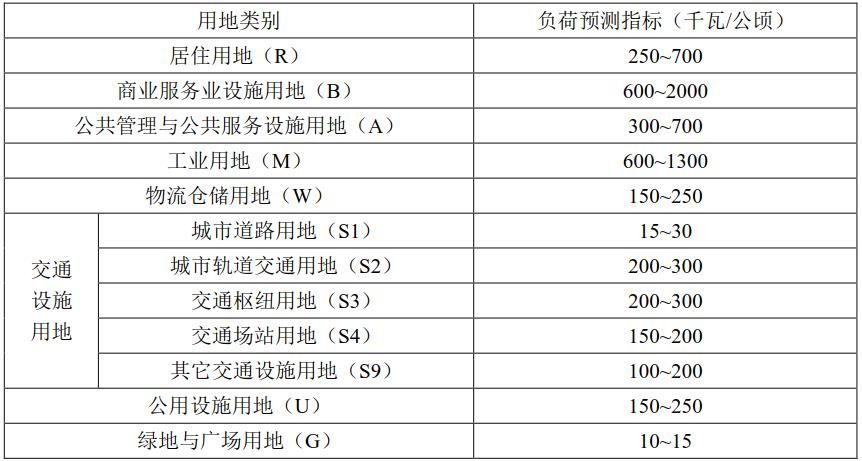 用地类别 负荷预测指标（千瓦/公顷）
居住用地（R） 250~700
商业服务业设施用地（B） 600~2000
公共管理与公共服务设施用地（A） 300~700
工业用地（M） 600~1300
物流仓储用地（W） 150~250
交通设施用地
城市道路用地（S1） 15~30
城市轨道交通用地（S2） 200~300
交通枢纽用地（S3） 200~300
交通场站用地（S4） 150~200
其它交通设施用地（S9） 100~200
公用设施用地（U） 150~250
绿地与广场用地（G） 10~15